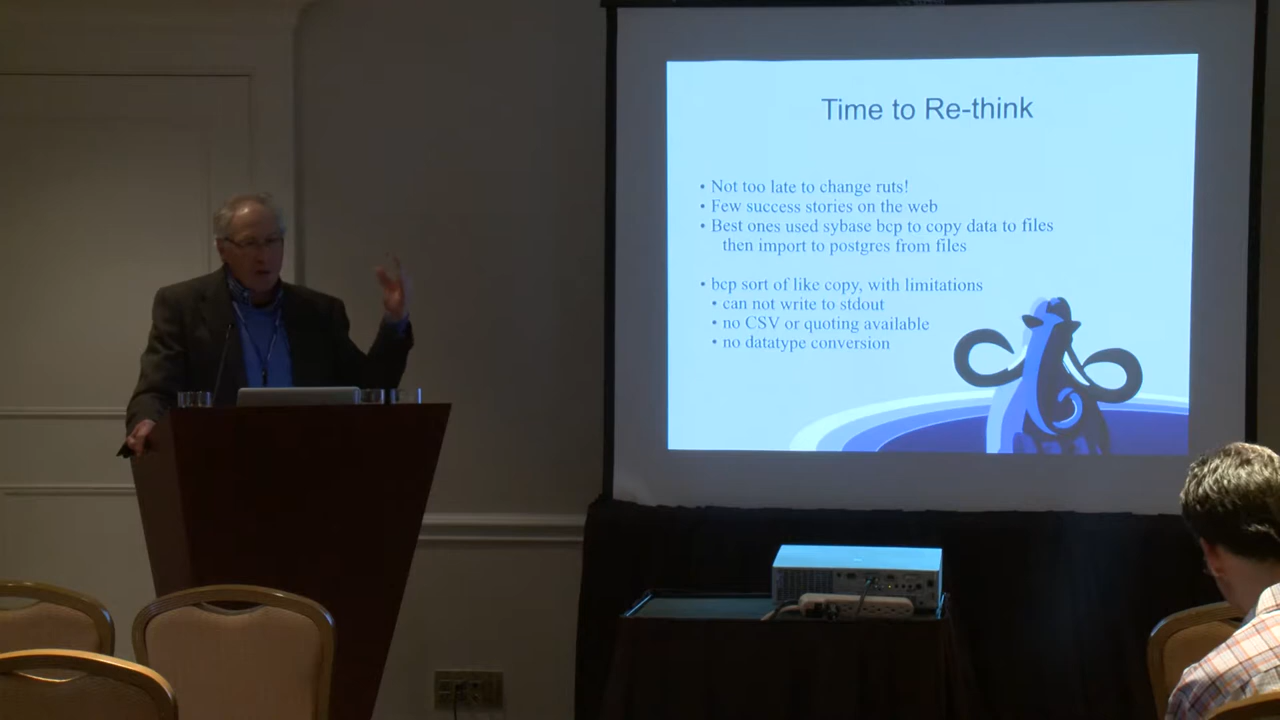 Time to Re-think
• Not too late to change ruts!
• Few success stories on the web
• Best ones used sybase bcp to copy data to files
then import to postgres from files
• bcp sort of like copy, with limitations
• can not write to stdout
• no CSV or quoting available
• no datatype conversion